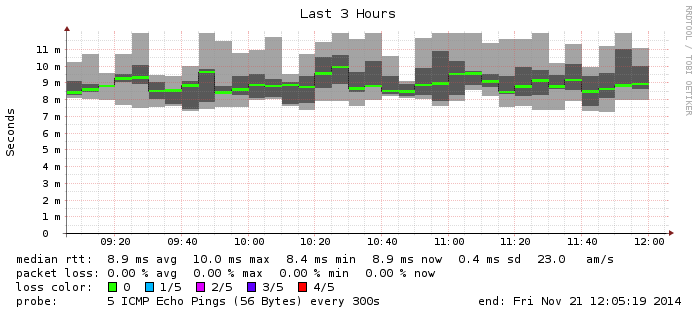 Last 3 Hours
RRDTOOL / TOBI OETIKER
Seconds
11 m
10 m
9 m
8 m
7 m
6 m
5 m
4 m
3 m
2 m
1 m
0
09:20 09:40 10:00 10:20 10:40 11:00 11:20 11:40 12:00
median rtt: 8.9 ms avg 10.0 ms max 8.4 ms min 8.9 ms now 0.4 ms sd 23.0 am/s
packet loss: 0.00 % avg 0.00 % max 0.00 % min 0.00 % now
loss color: 0 1/5 2/5 3/5 4/5
probe: 5 ICMP Echo Pings (56 Bytes) every 300s end: Fri Nov 21 12:05:19 2014